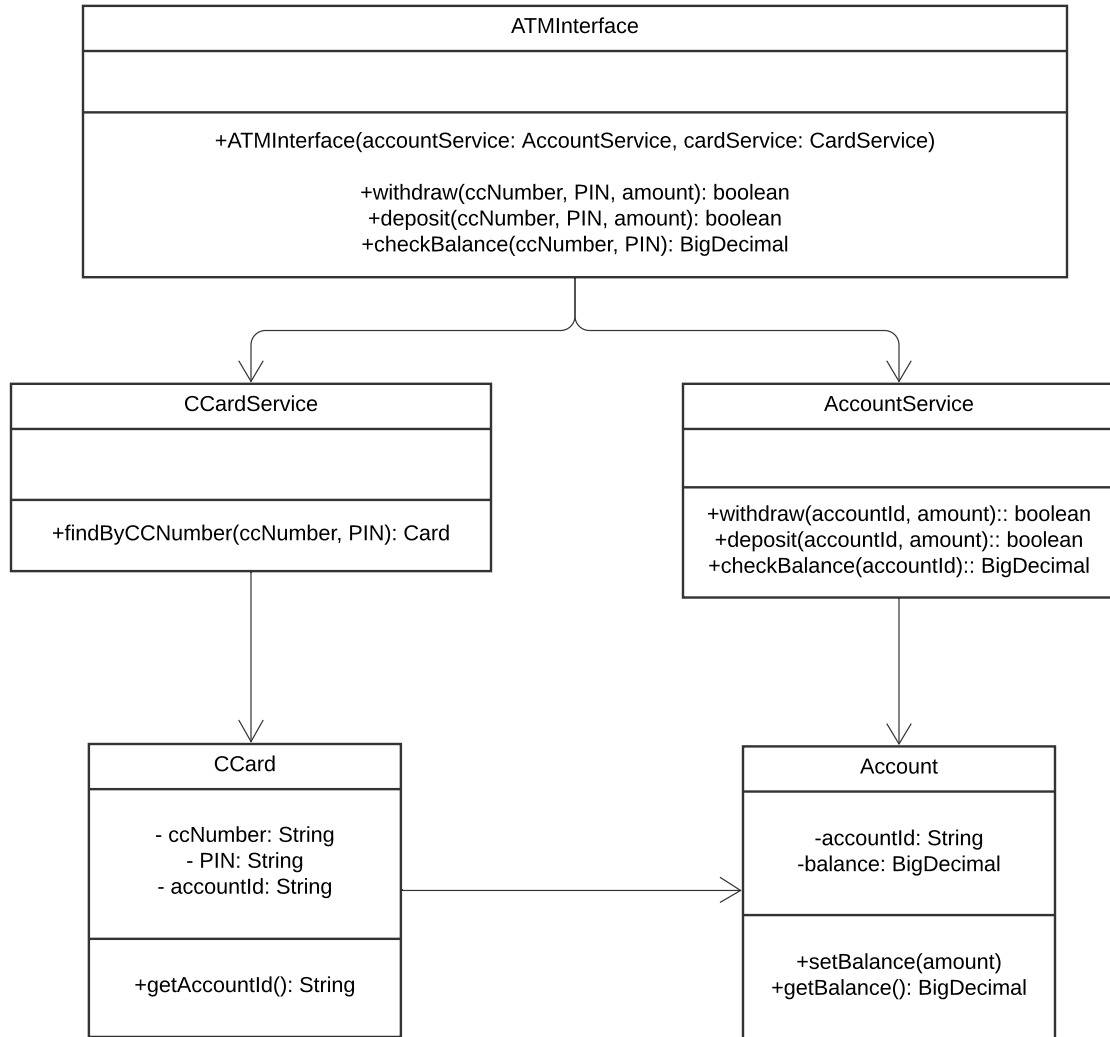 ATMInterface
+ATMInterface(accountService: AccountService, cardService: CardService)
+withdraw(ccNumber, PIN, amount): boolean
+deposit(ccNumber, PIN, amount): boolean
+checkBalance(ccNumber, PIN): BigDecimal
CCardService
+findByCCNumber(ccNumber, PIN): Card
AccountService
+withdraw(accountId, amount):: boolean
+deposit(accountId, amount):: boolean
+checkBalance(accountId):: BigDecimal
CCard
- ccNumber: String
- PIN: String
- accountId: String
+getAccountId(): String
Account
-accountId: String
-balance: BigDecimal
+setBalance(amount)
+getBalance(): BigDecimal